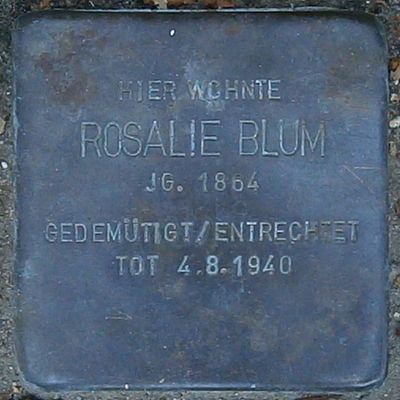 HIER WOHNTE
ROSALIE BLUM
JG. 1864
GEDEMÜTIGT/ENTRECHTET
TOT 4.8.1940